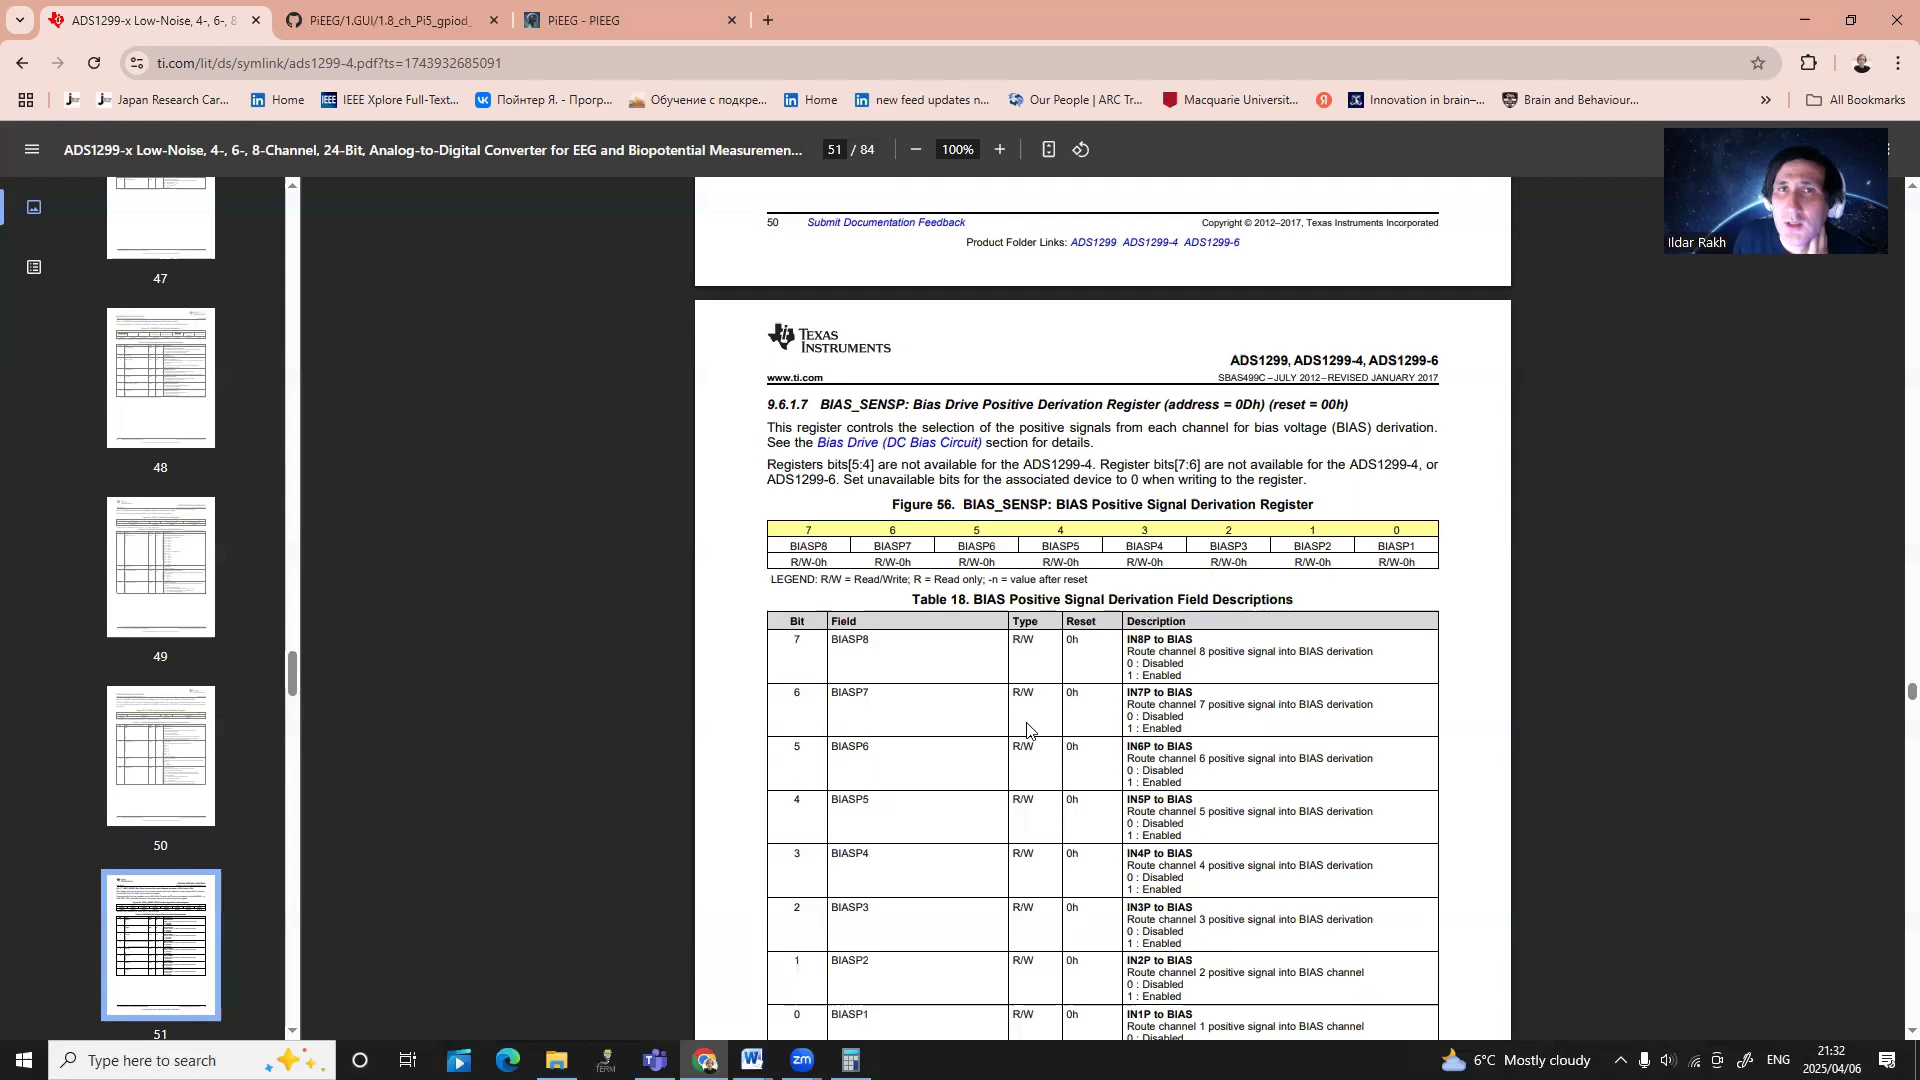 ADS1299-x Low-Noise, 4-, 6-, 8
PiEEG/1.GUI/1.8_ch_Pi5_gpiod_
PiEEG - PIEEG
ti.com/lit/ds/symlink/ads1299-4.pdf?ts=1743932685091
Japan Research Car...
Home
IEEE Xplore Full-Text...
Пойнтер Я. - Прогр...
Обучение с подкре...
Home
new feed updates n...
Our People | ARC Tr...
Macquarie Universit...
Innovation in brain–...
Brain and Behaviour...
All Bookmarks
ADS1299-x Low-Noise, 4-, 6-, 8-Channel, 24-Bit, Analog-to-Digital Converter for EEG and Biopotential Measuremen...
51 / 84
100%
Ildar Rakh
47
48
49
50
51
50 Submit Documentation Feedback Copyright © 2012–2017, Texas Instruments Incorporated
Product Folder Links: ADS1299 ADS1299-4 ADS1299-6
TEXAS
INSTRUMENTS
ADS1299, ADS1299-4, ADS1299-6
www.ti.com SBAS499C – JULY 2012 – REVISED JANUARY 2017
9.6.1.7 BIAS_SENSP: Bias Drive Positive Derivation Register (address = 0Dh) (reset = 00h)
This register controls the selection of the positive signals from each channel for bias voltage (BIAS) derivation.
See the Bias Drive (DC Bias Circuit) section for details.
Registers bits[5:4] are not available for the ADS1299-4. Register bits[7:6] are not available for the ADS1299-4, or
ADS1299-6. Set unavailable bits for the associated device to 0 when writing to the register.
Figure 56. BIAS_SENSP: BIAS Positive Signal Derivation Register
7 6 5 4 3 2 1 0
BIASP8 BIASP7 BIASP6 BIASP5 BIASP4 BIASP3 BIASP2 BIASP1
R/W-0h R/W-0h R/W-0h R/W-0h R/W-0h R/W-0h R/W-0h R/W-0h
LEGEND: R/W = Read/Write; R = Read only; -n = value after reset
Table 18. BIAS Positive Signal Derivation Field Descriptions
Bit Field Type Reset Description
7 BIASP8 R/W 0h IN8P to BIAS
Route channel 8 positive signal into BIAS derivation
0 : Disabled
1 : Enabled
6 BIASP7 R/W 0h IN7P to BIAS
Route channel 7 positive signal into BIAS derivation
0 : Disabled
1 : Enabled
5 BIASP6 R/W 0h IN6P to BIAS
Route channel 6 positive signal into BIAS derivation
0 : Disabled
1 : Enabled
4 BIASP5 R/W 0h IN5P to BIAS
Route channel 5 positive signal into BIAS derivation
0 : Disabled
1 : Enabled
3 BIASP4 R/W 0h IN4P to BIAS
Route channel 4 positive signal into BIAS derivation
0 : Disabled
1 : Enabled
2 BIASP3 R/W 0h IN3P to BIAS
Route channel 3 positive signal into BIAS derivation
0 : Disabled
1 : Enabled
1 BIASP2 R/W 0h IN2P to BIAS
Route channel 2 positive signal into BIAS channel
0 : Disabled
1 : Enabled
0 BIASP1 R/W 0h IN1P to BIAS
Route channel 1 positive signal into BIAS channel
0 : Disabled
Type here to search
6°C Mostly cloudy
ENG
21:32
2025/04/06